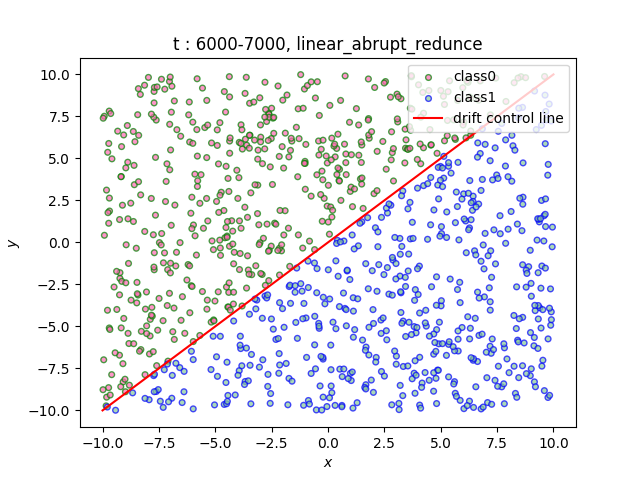 t : 6000-7000, linear_abrupt_redunce
class0
class1
drift control line
10.0
7.5
5.0
2.5
0.0
−2.5
−5.0
−7.5
−10.0
y
−10.0 −7.5 −5.0 −2.5 0.0 2.5 5.0 7.5 10.0
x